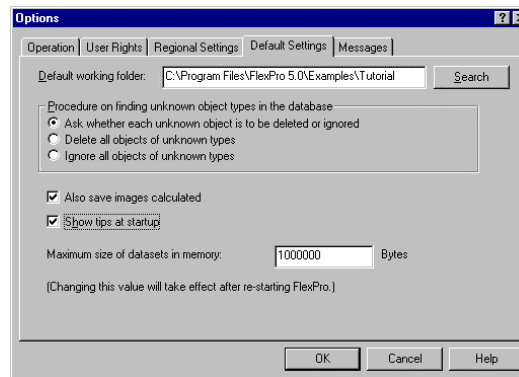 Options
Operation User Rights Regional Settings Default Settings Messages
Default working folder: C:\Program Files\FlexPro 5.0\Examples\Tutorial Search
Procedure on finding unknown object types in the database
Ask whether each unknown object is to be deleted or ignored
Delete all objects of unknown types
Ignore all objects of unknown types
Also save images calculated
Show tips at startup
Maximum size of datasets in memory: 1000000 Bytes
(Changing this value will take effect after re-starting FlexPro.)
OK Cancel Help